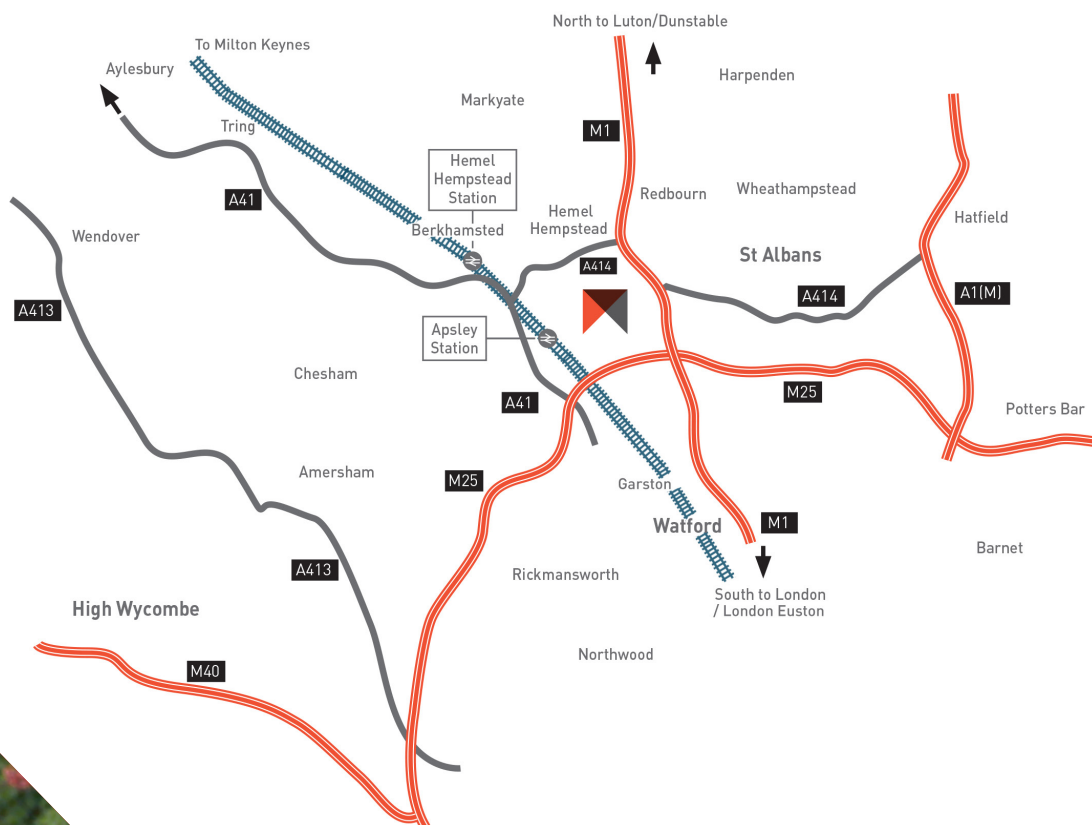 North to Luton/Dunstable
To Milton Keynes
Aylesbury
Harpenden
Markyate
Tring
M1
Hemel
Hempstead
Station
A41
Redbourn
Wheathampstead
Hemel
Hempstead
Hatfield
Berkhamsted
Wendover
St Albans
A414
A414
A1(M)
A413
Apsley
Station
Chesham
A41
M25
Potters Bar
Amersham
M25
Garston
Watford
M1
Barnet
A413
Rickmansworth
South to London
/ London Euston
High Wycombe
Northwood
M40